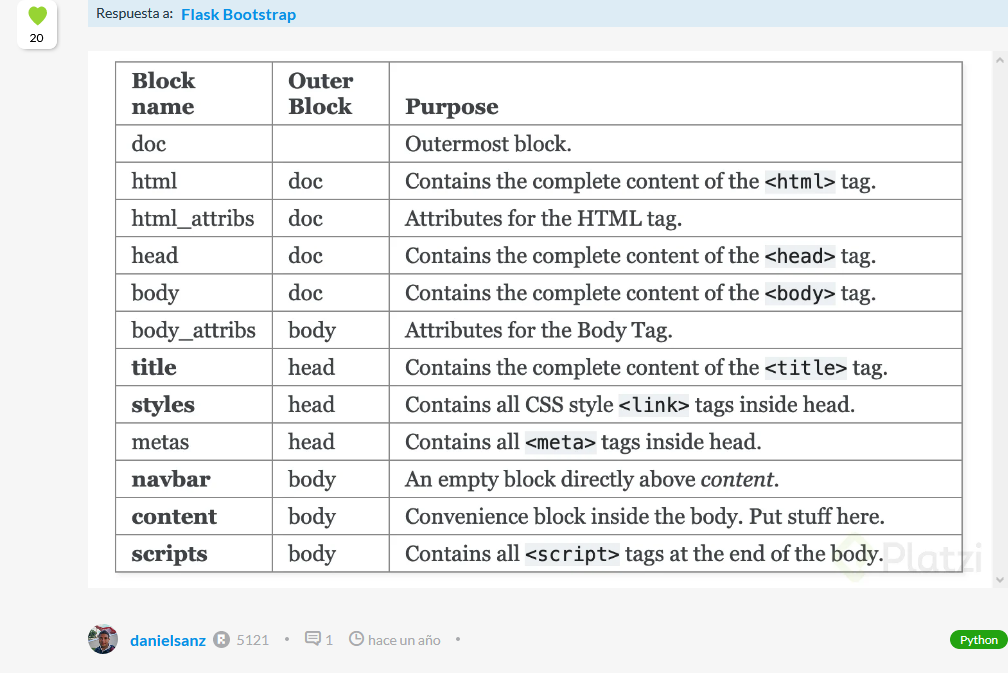 20
Respuesta a: Flask Bootstrap
Block name Outer Block Purpose
doc Outermost block.
html doc Contains the complete content of the <html> tag.
html_attribs doc Attributes for the HTML tag.
head doc Contains the complete content of the <head> tag.
body doc Contains the complete content of the <body> tag.
body_attribs body Attributes for the Body Tag.
title head Contains the complete content of the <title> tag.
styles head Contains all CSS style <link> tags inside head.
metas head Contains all <meta> tags inside head.
navbar body An empty block directly above content.
content body Convenience block inside the body. Put stuff here.
scripts body Contains all <script> tags at the end of the body.
Platzi
danielsanz R 5121 • 1 hace un año •
Python